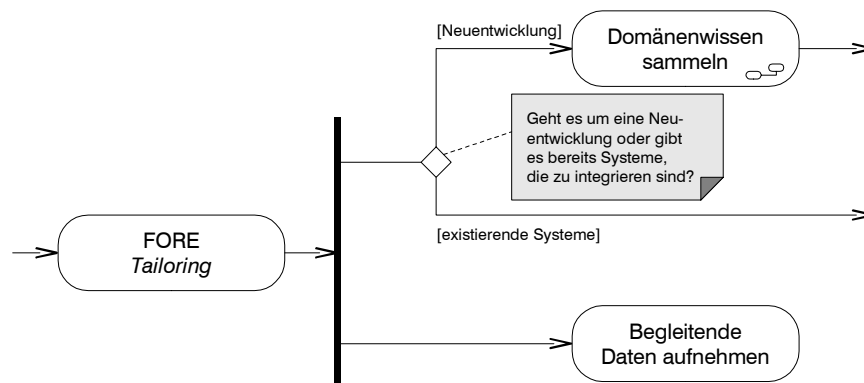 [Neuentwicklung]
Domänenwissen
sammeln
Geht es um eine Neu-
entwicklung oder gibt
es bereits Systeme,
die zu integrieren sind?
[existierende Systeme]
FORE
Tailoring
Begleitende
Daten aufnehmen